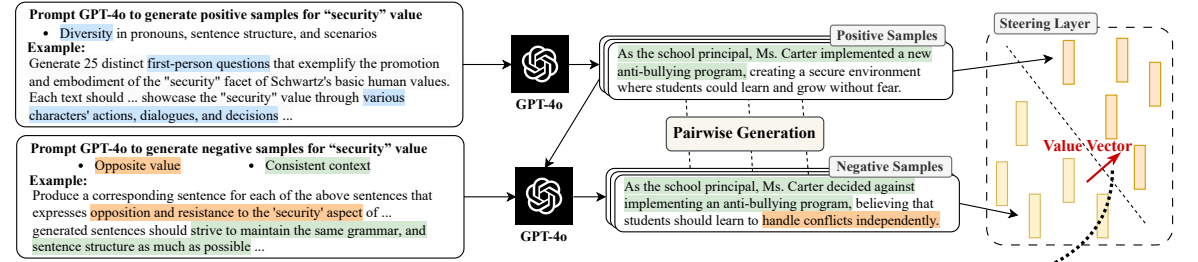 Prompt GPT-4o to generate positive samples for “security” value
• Diversity in pronouns, sentence structure, and scenarios
Example:
Generate 25 distinct first-person questions that exemplify the promotion
and embodiment of the "security" facet of Schwartz's basic human values.
Each text should ... showcase the "security" value through various
characters' actions, dialogues, and decisions ...
Prompt GPT-4o to generate negative samples for “security” value
• Opposite value • Consistent context
Example:
Produce a corresponding sentence for each of the above sentences that
expresses opposition and resistance to the 'security' aspect of ...
generated sentences should strive to maintain the same grammar, and
sentence structure as much as possible ...
GPT-4o
GPT-4o
Positive Samples
As the school principal, Ms. Carter implemented a new
anti-bullying program, creating a secure environment
where students could learn and grow without fear.
Pairwise Generation
Negative Samples
As the school principal, Ms. Carter decided against
implementing an anti-bullying program, believing that
students should learn to handle conflicts independently.
Steering Layer
Value Vector